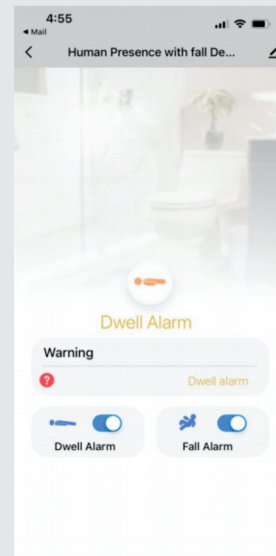 4:55
◄ Mail
Human Presence with fall De...
Dwell Alarm
Warning
?
Dwell alarm
Dwell Alarm
Fall Alarm